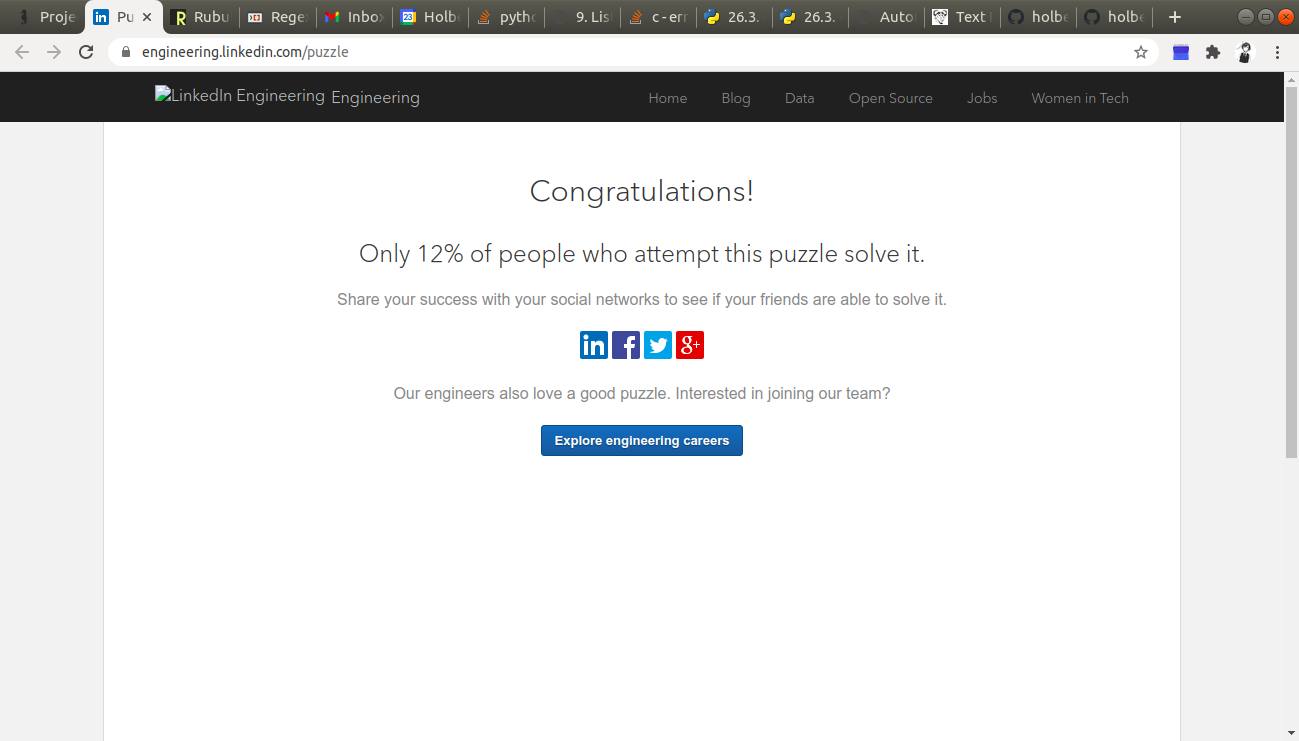 Proje Pu Rubu Regex Inbox Holb pytho 9. Lis c - err 26.3. 26.3. Auto Text holbe holbe
engineering.linkedin.com/puzzle
LinkedIn Engineering Engineering Home Blog Data Open Source Jobs Women in Tech
Congratulations!
Only 12% of people who attempt this puzzle solve it.
Share your success with your social networks to see if your friends are able to solve it.
in f g+
Our engineers also love a good puzzle. Interested in joining our team?
Explore engineering careers